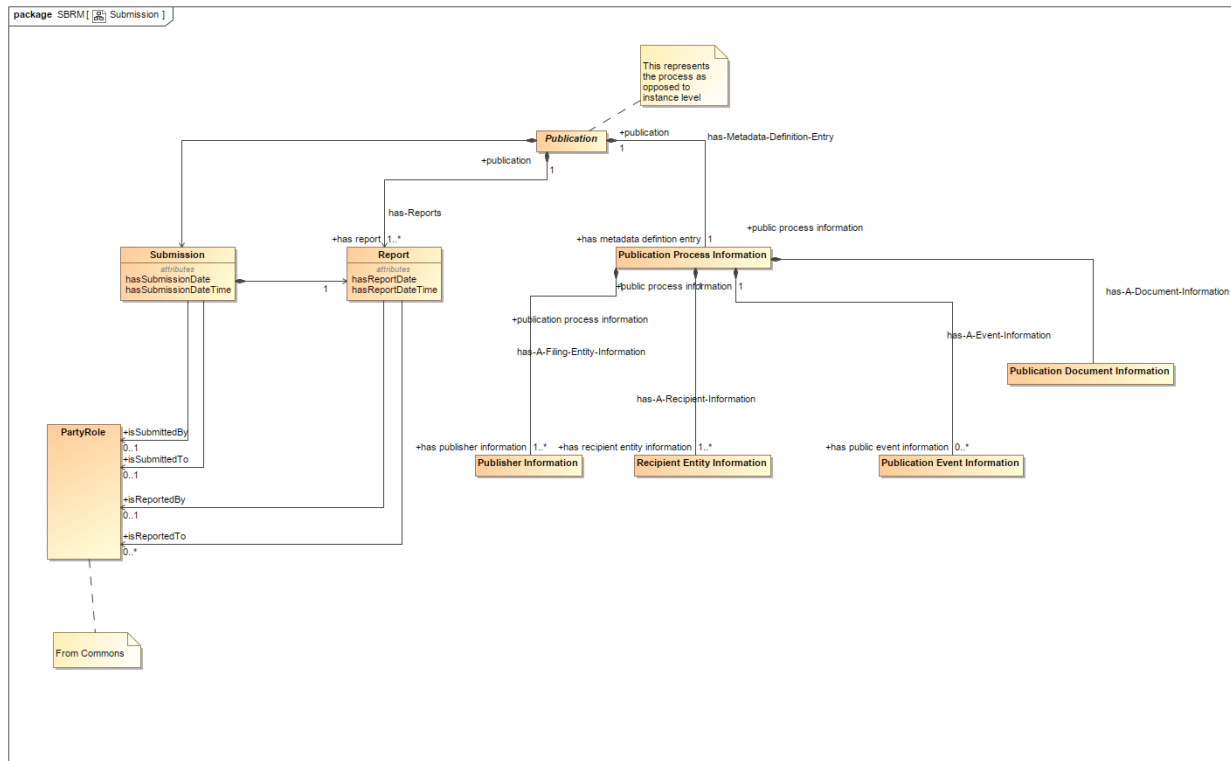 package SBRM [ Submission ]
This represents
the process as
opposed to
instance level
Publication
+publication
1
has-Metadata-Definition-Entry
+publication
1
has-Reports
+has report 1..*
+has metadata defintion entry 1
+public process information
Submission
attributes
hasSubmissionDate
hasSubmissionDateTime
1
Report
attributes
hasReportDate
hasReportDateTime
Publication Process Information
+public process information
1
1
1
+publication process information
has-A-Filing-Entity-Information
has-A-Document-Information
has-A-Event-Information
Publication Document Information
has-A-Recipient-Information
PartyRole
+isSubmittedBy
0..1
+isSubmittedTo
0..1
+isReportedBy
0..1
+isReportedTo
0..*
+has publisher information 1..*
+has recipient entity information 1..*
+has public event information 0..*
Publisher Information
Recipient Entity Information
Publication Event Information
From Commons